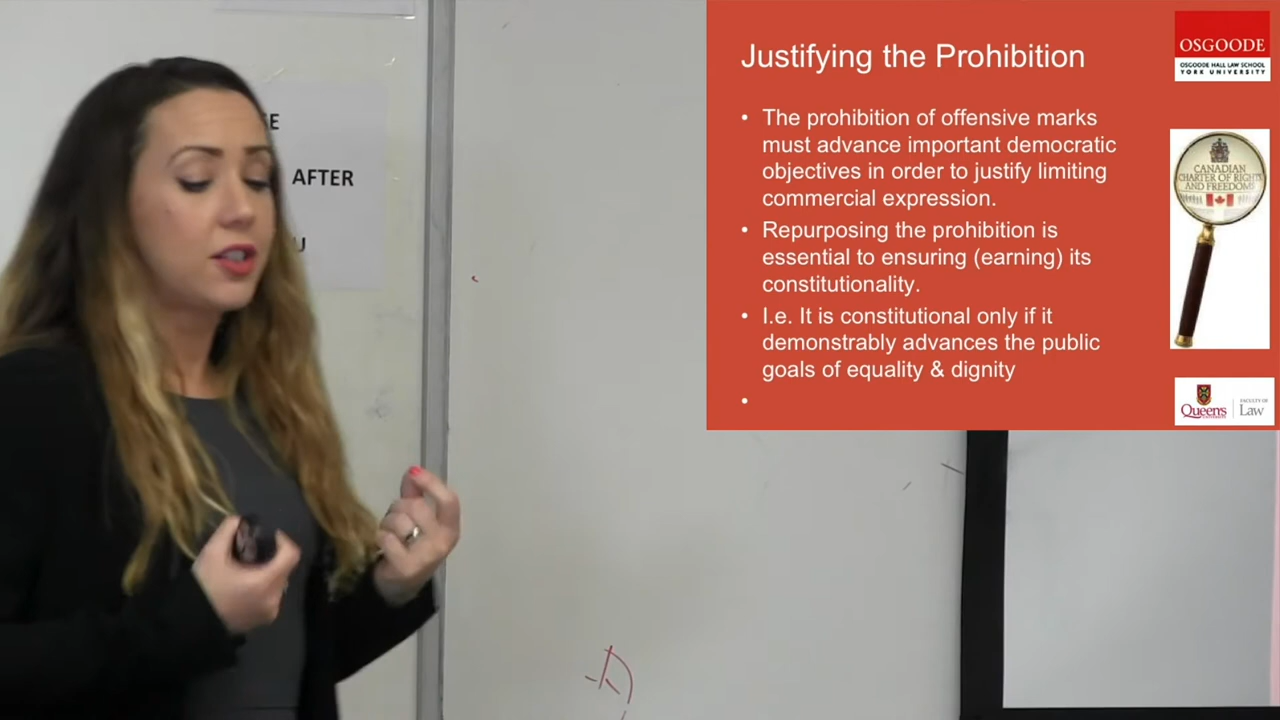 E
AFTER
U
Justifying the Prohibition
• The prohibition of offensive marks
must advance important democratic
objectives in order to justify limiting
commercial expression.
• Repurposing the prohibition is
essential to ensuring (earning) its
constitutionality.
• I.e. It is constitutional only if it
demonstrably advances the public
goals of equality & dignity
•
OSGOODE
OSGOODE HALL LAW SCHOOL
YORK UNIVERSITY
CANADIAN
CHARTER OF RIGHTS
AND FREEDOMS
Queen's
UNIVERSITY
FACULTY OF
Law